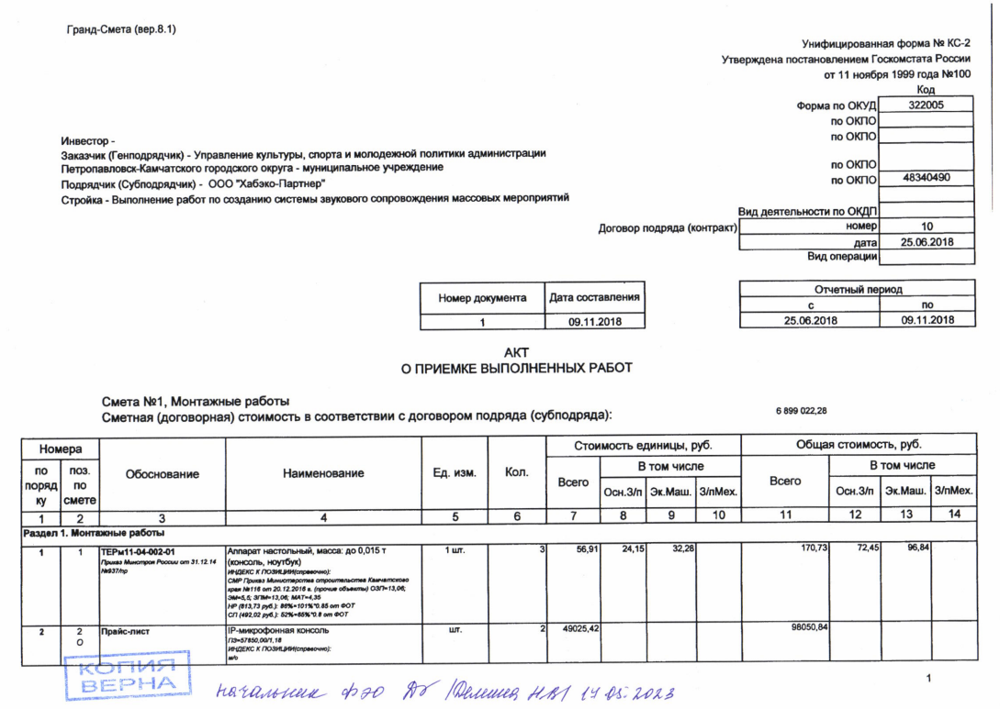 Гранд-Смета (вер.8.1)
Унифицированная форма № КС-2
Утверждена постановлением Госкомстата России
от 11 ноября 1999 года №100
Код
Форма по ОКУД 322005
по ОКПО
Инвестор - по ОКПО
Заказчик (Генподрядчик) - Управление культуры, спорта и молодежной политики администрации
Петропавловск-Камчатского городского округа - муниципальное учреждение по ОКПО
Подрядчик (Субподрядчик) - ООО "Хабэко-Партнер" по ОКПО 48340490
Стройка - Выполнение работ по созданию системы звукового сопровождения массовых мероприятий
Вид деятельности по ОКДП
Договор подряда (контракт) номер 10
дата 25.06.2018
Вид операции
Номер документа Дата составления Отчетный период
с по
1 09.11.2018 25.06.2018 09.11.2018
АКТ
О ПРИЕМКЕ ВЫПОЛНЕННЫХ РАБОТ
Смета №1, Монтажные работы
Сметная (договорная) стоимость в соответствии с договором подряда (субподряда): 6 899 022,28
Номера Обоснование Наименование Ед. изм. Кол. Стоимость единицы, руб. Общая стоимость, руб.
по поряд ку поз. по смете Всего В том числе Всего В том числе
Осн.З/п Эк.Маш. З/пМех. Осн.З/п Эк.Маш. З/пМех.
1 2 3 4 5 6 7 8 9 10 11 12 13 14
Раздел 1. Монтажные работы
1 1 ТЕРм11-04-002-01 Аппарат настольный, масса: до 0,015 т 1 шт. 3 56,91 24,15 32,28 170,73 72,45 96,84
Приказ Минстроя России от 31.12.14 (консоль, ноутбук)
№937/пр ИНДЕКС К ПОЗИЦИИ(справочно):
СМР Приказ Министерства строительства Камчатского
края №116 от 20.12.2016 г. (прочие объекты) ОЗП=13,06;
ЭМ=5,5; ЗПМ=13,06; МАТ=4,35
НР (813,73 руб.): 86%=101%*0.85 от ФОТ
СП (492,02 руб.): 52%=65%*0.8 от ФОТ
2 2 Прайс-лист IP-микрофонная консоль шт. 2 49025,42 98050,84
О ПЗ=57850,00/1,18
ИНДЕКС К ПОЗИЦИИ(справочно):
м/о
КОПИЯ
ВЕРНА
1
начальник ФЭО 14.05.2023